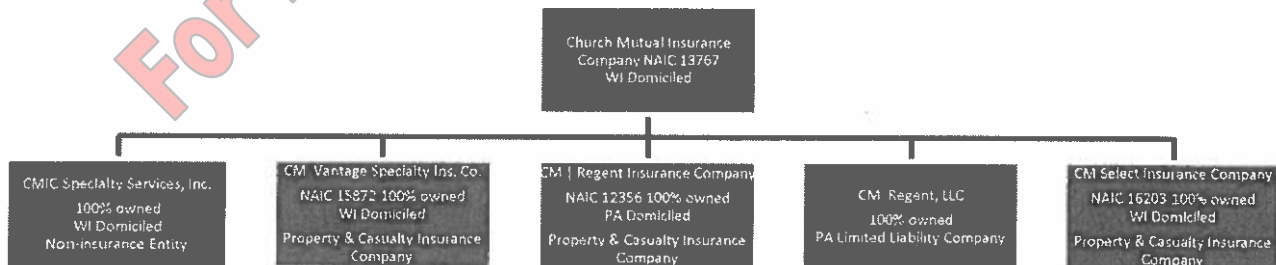 For
Church Mutual Insurance
Company NAIC 13767
WI Domiciled
CMIC Specialty Services, Inc.
100% owned
WI Domiciled
Non-insurance Entity
CM Vantage Specialty Ins. Co.
NAIC 15872 100% owned
WI Domiciled
Property & Casualty Insurance
Company
CM | Regent Insurance Company
NAIC 12356 100% owned
PA Domiciled
Property & Casualty Insurance
Company
CM Regent, LLC
100% owned
PA Limited Liability Company
CM Select Insurance Company
NAIC 16203 100% owned
WI Domiciled
Property & Casualty Insurance
Company